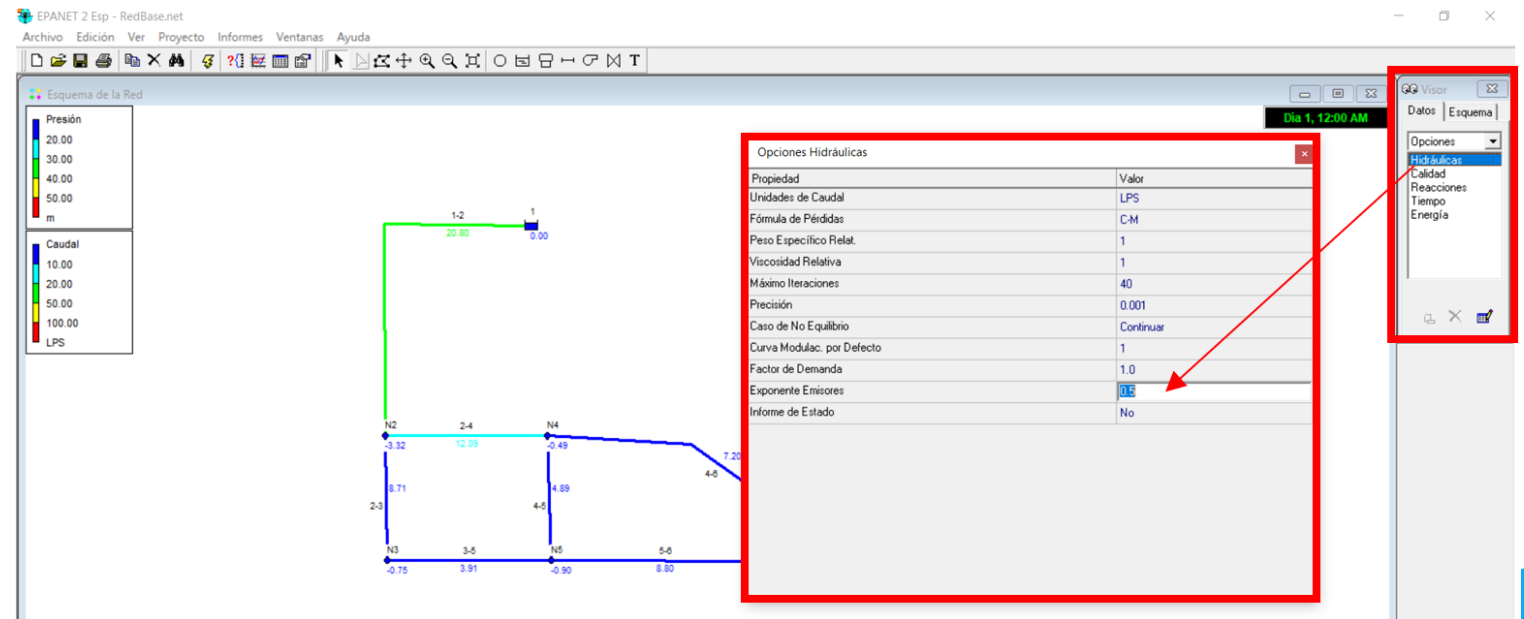 EPANET 2 Esp - RedBase.net
Archivo Edición Ver Proyecto Informes Ventanas Ayuda
T
Esquema de la Red
Presión
20.00
30.00
40.00
50.00
m
Caudal
10.00
20.00
50.00
100.00
LPS
Dia 1, 12:00 AM
1-2
20.80
1
0.00
N2
-3.32
2-4
12.09
N4
-0.49
7.20
4-6
8.71
2-3
4.89
4-5
N3
-0.75
3-5
3.91
N5
-0.90
5-6
8.80
Opciones Hidráulicas
Propiedad Valor
Unidades de Caudal LPS
Fórmula de Pérdidas C-M
Peso Específico Relat. 1
Viscosidad Relativa 1
Máximo Iteraciones 40
Precisión 0.001
Caso de No Equilibrio Continuar
Curva Modulac. por Defecto 1
Factor de Demanda 1.0
Exponente Emisores 0.5
Informe de Estado No
Visor
Datos Esquema
Opciones
Hidráulicas
Calidad
Reacciones
Tiempo
Energía